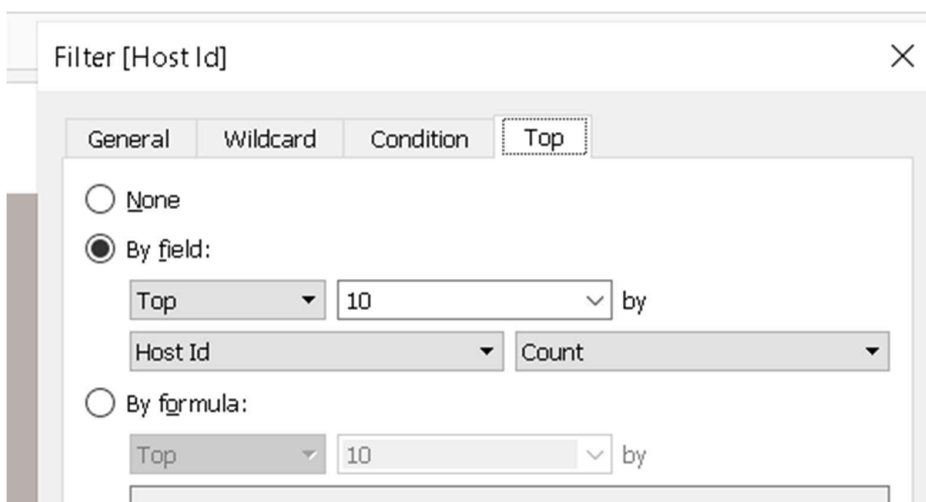 Filter [Host Id]
General Wildcard Condition Top
None
By field:
Top 10 by
Host Id Count
By formula:
Top 10 by